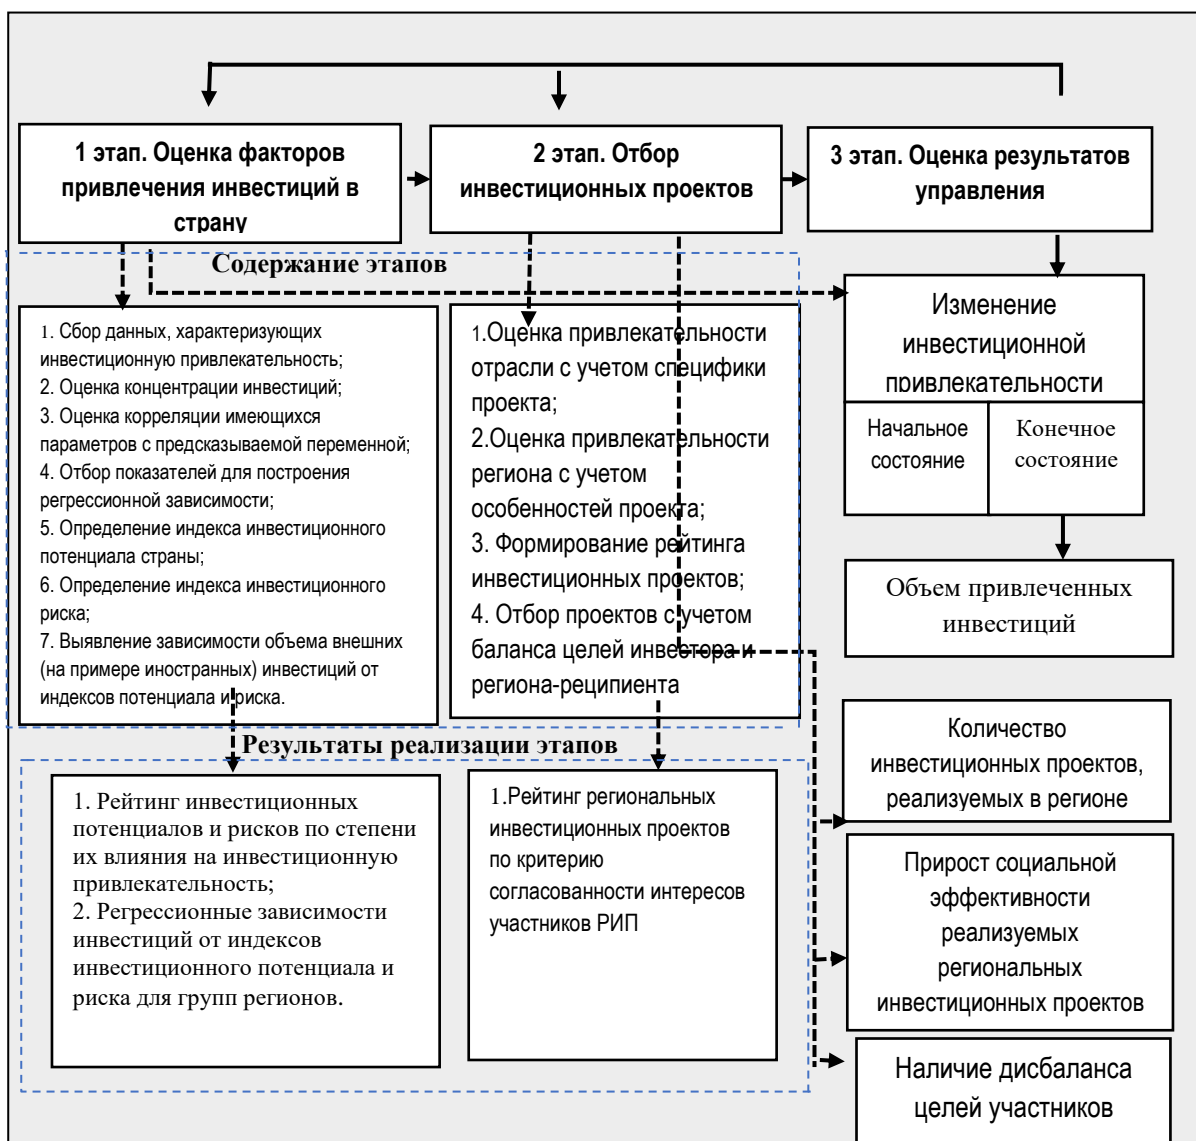 1 этап. Оценка факторов
привлечения инвестиций в
страну
2 этап. Отбор
инвестиционных проектов
3 этап. Оценка результатов
управления
Содержание этапов
1. Сбор данных, характеризующих
инвестиционную привлекательность;
2. Оценка концентрации инвестиций;
3. Оценка корреляции имеющихся
параметров с предсказываемой переменной;
4. Отбор показателей для построения
регрессионной зависимости;
5. Определение индекса инвестиционного
потенциала страны;
6. Определение индекса инвестиционного
риска;
7. Выявление зависимости объема внешних
(на примере иностранных) инвестиций от
индексов потенциала и риска.
1.Оценка привлекательности
отрасли с учетом специфики
проекта;
2.Оценка привлекательности
региона с учетом
особенностей проекта;
3. Формирование рейтинга
инвестиционных проектов;
4. Отбор проектов с учетом
баланса целей инвестора и
региона-реципиента
Изменение
инвестиционной
привлекательности
Начальное
состояние
Конечное
состояние
Объем привлеченных
инвестиций
Результаты реализации этапов
1. Рейтинг инвестиционных
потенциалов и рисков по степени
их влияния на инвестиционную
привлекательность;
2. Регрессионные зависимости
инвестиций от индексов
инвестиционного потенциала и
риска для групп регионов.
1.Рейтинг региональных
инвестиционных проектов
по критерию
согласованности интересов
участников РИП
Количество
инвестиционных проектов,
реализуемых в регионе
Прирост социальной
эффективности
реализуемых
региональных
инвестиционных проектов
Наличие дисбаланса
целей участников